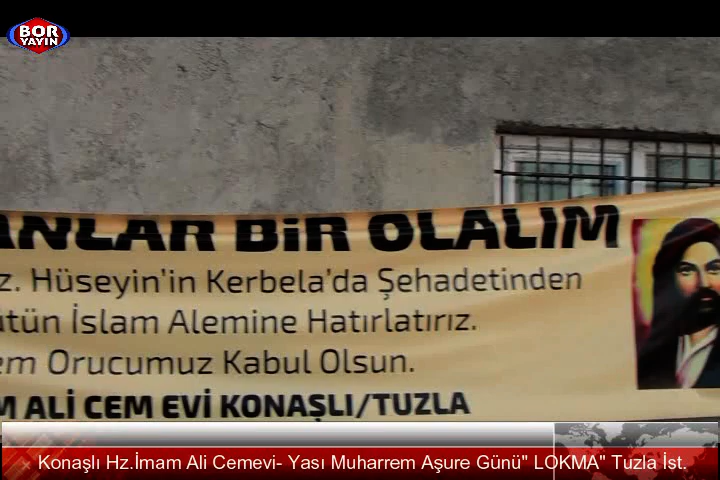 BOR
YAYIN
ANLAR BİR OLALIM
z. Hüseyin'in Kerbela'da Şehadetinden
ütün İslam Alemine Hatırlatırız.
em Orucumuz Kabul Olsun.
M ALİ CEM EVİ KONAŞLI/TUZLA
Konaşlı Hz.İmam Ali Cemevi- Yası Muharrem Aşure Günü" LOKMA" Tuzla İst.